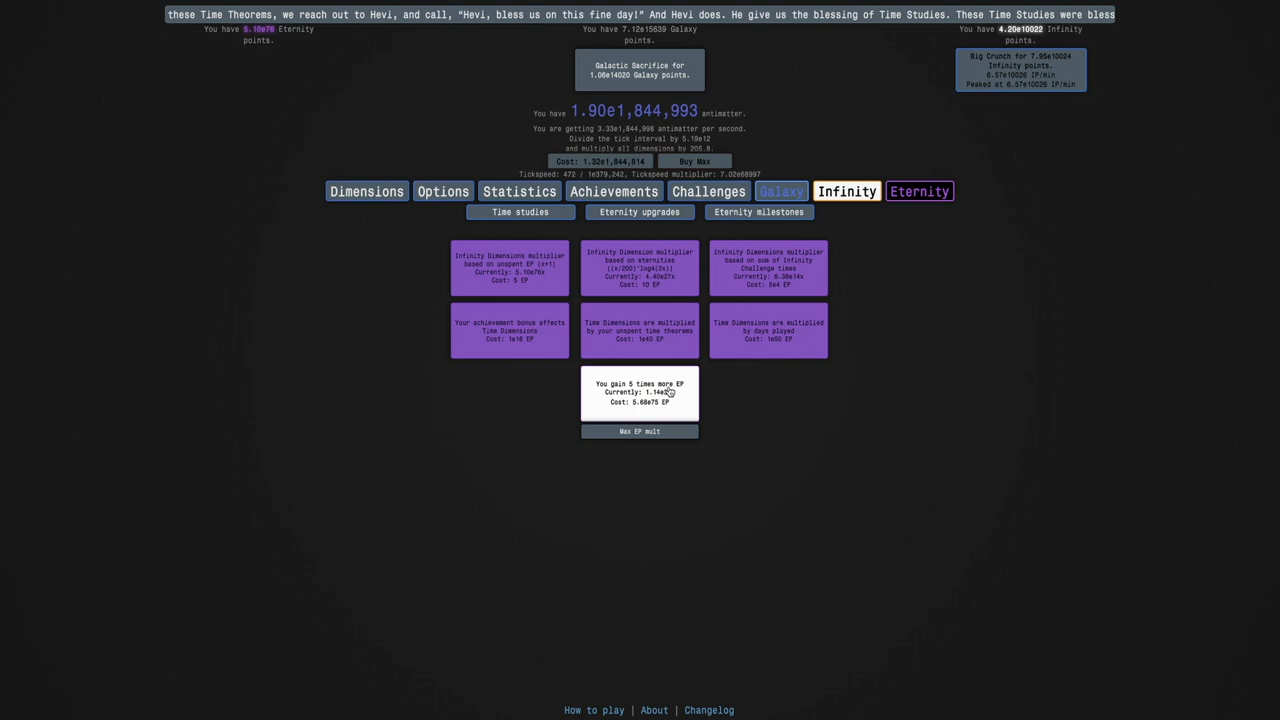 these Time Theorems, we reach out to Hevi, and call, “Hevi, bless us on this fine day!” And Hevi does. He give us the blessing of Time Studies. These Time Studies were bless
You have 5.10e76 Eternity
points.
You have 7.12e15639 Galaxy
points.
You have 4.20e10022 Infinity
points.
Galactic Sacrifice for
1.06e14020 Galaxy points.
Big Crunch for 7.95e10024
Infinity points.
6.57e10026 IP/min
Peaked at 6.57e10026 IP/min
You have 1.90e1,844,993 antimatter.
You are getting 3.33e1,844,998 antimatter per second.
Divide the tick interval by 5.19e12
and multiply all dimensions by 205.8.
Cost: 1.32e1,844,814
Buy Max
Tickspeed: 472 / 1e379,242, Tickspeed multiplier: 7.02e68997
Dimensions
Options
Statistics
Achievements
Challenges
Galaxy
Infinity
Eternity
Time studies
Eternity upgrades
Eternity milestones
Infinity Dimensions multiplier
based on unspent EP (x+1)
Currently: 5.10e76x
Cost: 5 EP
Infinity Dimension multiplier
based on eternities
((x/200)^log4(2x))
Currently: 4.40e27x
Cost: 10 EP
Infinity Dimensions multiplier
based on sum of Infinity
Challenge times
Currently: 6.38e14x
Cost: 5e4 EP
Your achievement bonus affects
Time Dimensions
Cost: 1e16 EP
Time Dimensions are multiplied
by your unspent time theorems
Cost: 1e40 EP
Time Dimensions are multiplied
by days played
Cost: 1e50 EP
You gain 5 times more EP
Currently:
Cost: 5.68e75 EP
Max EP mult
How to play | About | Changelog